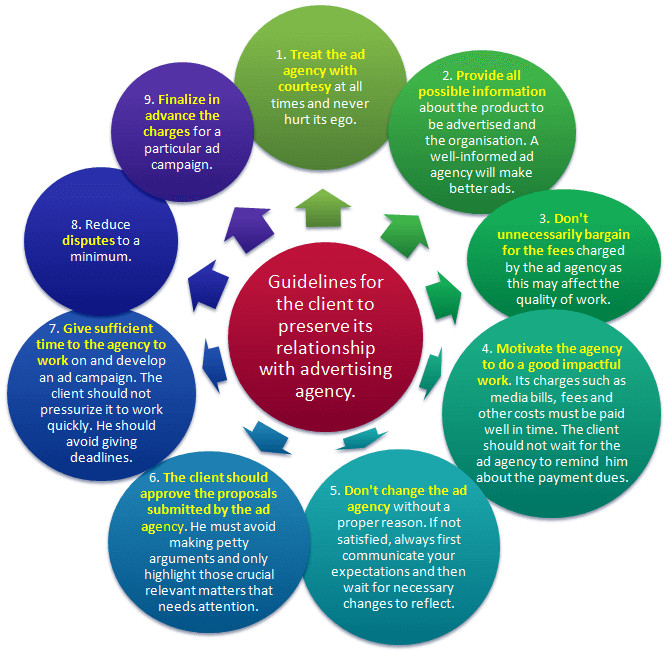 Guidelines for
the client to
preserve its
relationship
with advertising
agency.
1. Treat the ad
agency with
courtesy at all
times and never
hurt its ego.
2. Provide all
possible information
about the product to
be advertised and
the organisation. A
well-informed ad
agency will make
better ads.
3. Don't
unnecessarily bargain
for the fees charged
by the ad agency as
this may affect the
quality of work.
4. Motivate the agency
to do a good impactful
work. Its charges such as
media bills, fees and
other costs must be paid
well in time. The client
should not wait for the
ad agency to remind him
about the payment dues.
5. Don't change the ad
agency without a
proper reason. If not
satisfied, always first
communicate your
expectations and then
wait for necessary
changes to reflect.
6. The client should
approve the proposals
submitted by the ad
agency. He must avoid
making petty
arguments and only
highlight those crucial
relevant matters that
needs attention.
7. Give sufficient
time to the agency to
work on and develop
an ad campaign. The
client should not
pressurize it to work
quickly. He should
avoid giving
deadlines.
8. Reduce
disputes to a
minimum.
9. Finalize in
advance the
charges for a
particular ad
campaign.